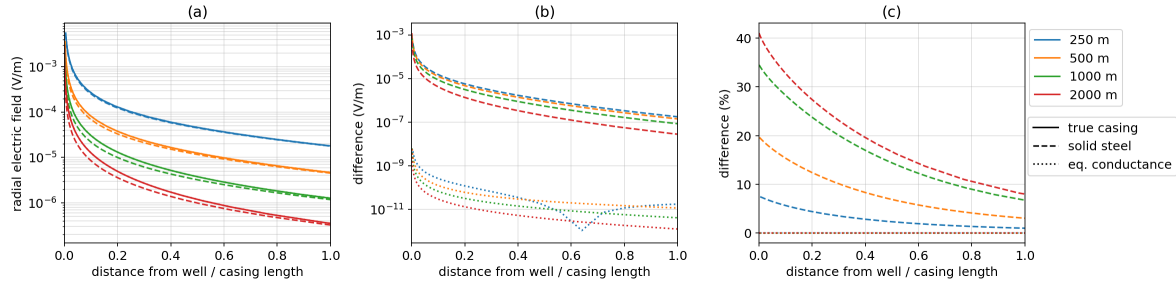 (a)
radial electric field (V/m)
10⁻³
10⁻⁴
10⁻⁵
10⁻⁶
0.0 0.2 0.4 0.6 0.8 1.0
distance from well / casing length
(b)
difference (V/m)
10⁻³
10⁻⁵
10⁻⁷
10⁻⁹
10⁻¹¹
0.0 0.2 0.4 0.6 0.8 1.0
distance from well / casing length
(c)
difference (%)
40
30
20
10
0
0.0 0.2 0.4 0.6 0.8 1.0
distance from well / casing length
250 m
500 m
1000 m
2000 m
true casing
solid steel
eq. conductance